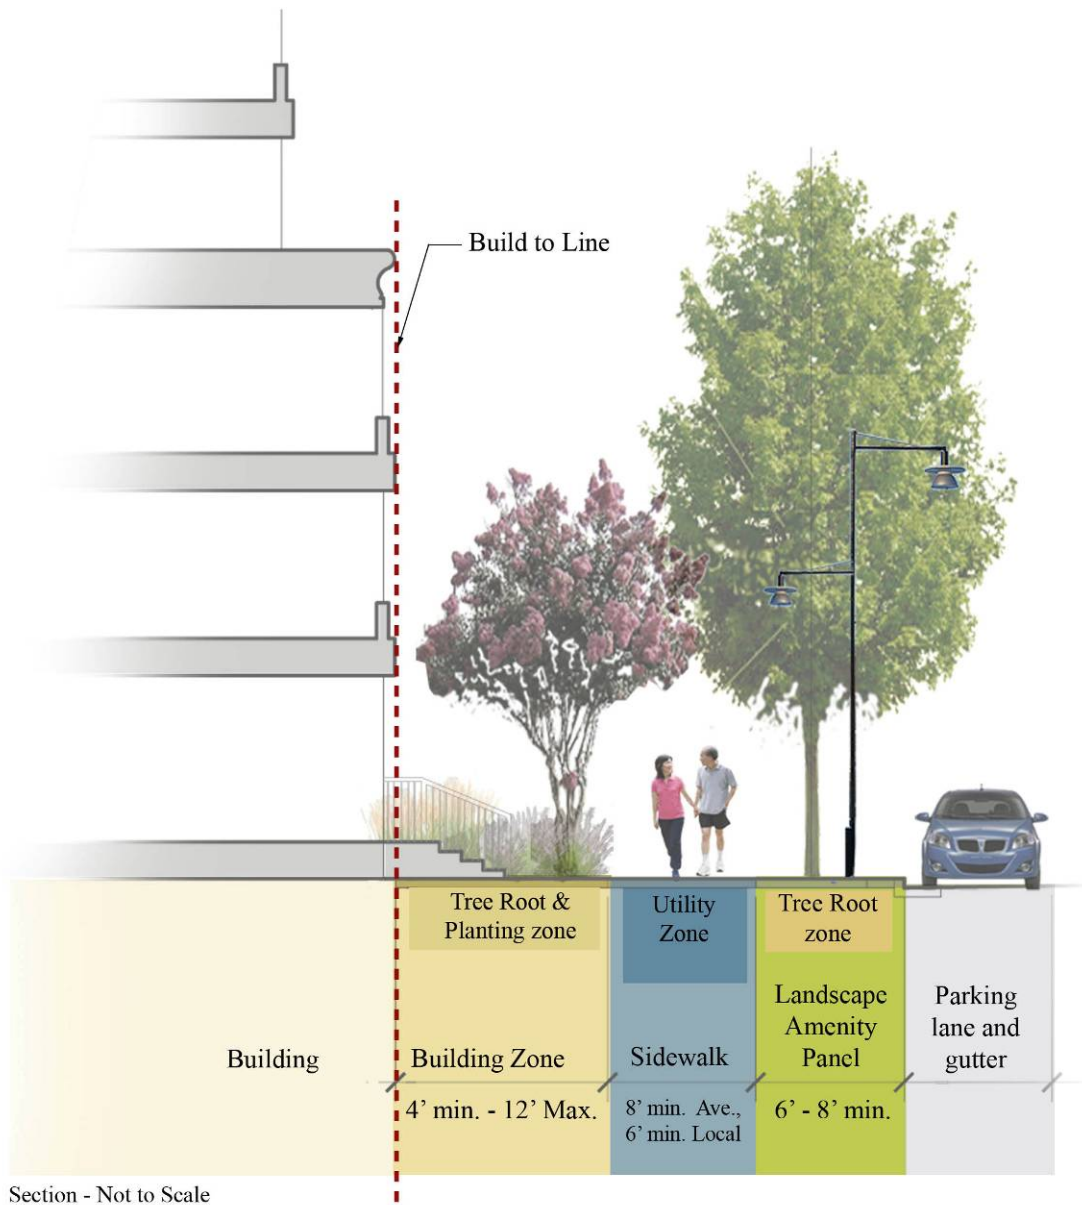 Build to Line
Tree Root &
Planting zone
Utility
Zone
Tree Root
zone
Building
Building Zone
Sidewalk
Landscape
Amenity
Panel
Parking
lane and
gutter
4’ min. - 12’ Max.
8’ min. Ave.,
6’ min. Local
6’ - 8’ min.
Section - Not to Scale